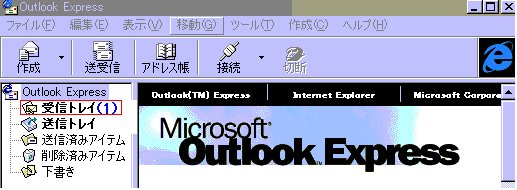 Outlook Express
ファイル(F) 編集(E) 表示(V) 移動(G) ツール(T) 作成(C) ヘルプ(H)
作成 送受信 アドレス帳 接続 切断
Outlook Express
受信トレイ(1)
送信トレイ
送信済みアイテム
削除済みアイテム
下書き
Outlook(TM) Express Internet Explorer Microsoft Corpora
Microsoft®
Outlook Express